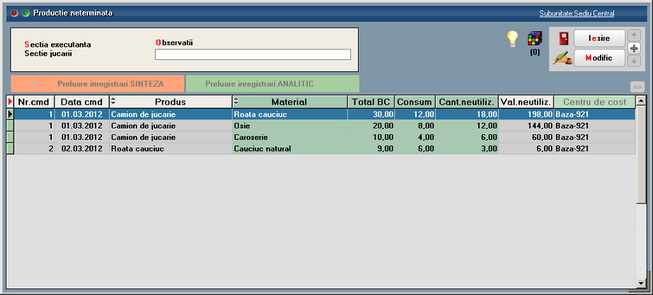 Productie neterminata
Subunitate:Sediu Central
Sectia executanta
Observatii
Sectie jucarii
(0)
Iesire
Modific
Preluare inregistrari SINTEZA
Preluare inregistrari ANALITIC
Nr.cmd Data cmd Produs Material Total BC Consum Cant.neutiliz. Val.neutiliz. Centru de cost
1 01.03.2012 Camion de jucarie Roata cauciuc 30,00 12,00 18,00 198,00 Baza-921
1 01.03.2012 Camion de jucarie Osie 20,00 8,00 12,00 144,00 Baza-921
1 01.03.2012 Camion de jucarie Caroserie 10,00 4,00 6,00 60,00 Baza-921
2 02.03.2012 Roata cauciuc Cauciuc natural 9,00 6,00 3,00 6,00 Baza-921